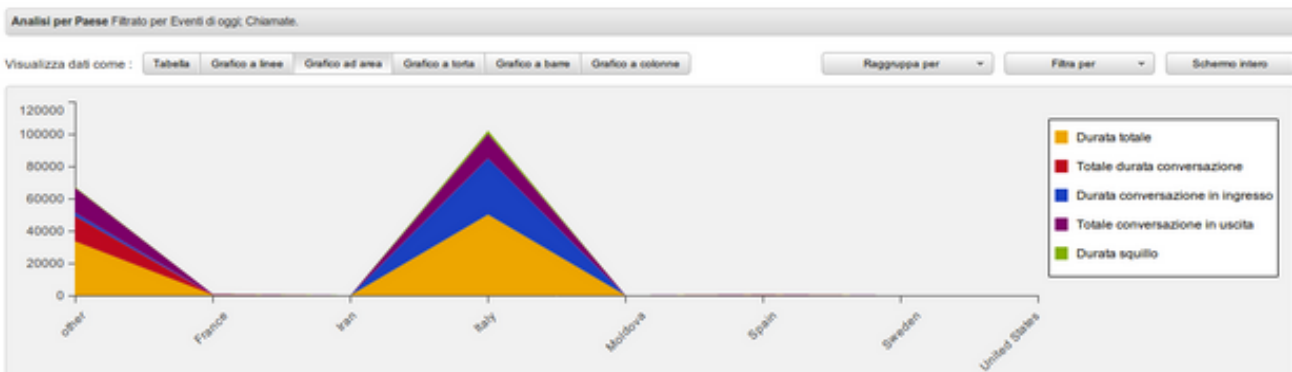 Analisi per Paese Filtrato per Eventi di oggi; Chiamate.
Visualizza dati come : Tabella Grafico a linee Grafico ad area Grafico a torta Grafico a barre Grafico a colonne Raggruppa per Filtra per Schermo intero
120000
100000
80000
60000
40000
20000
0
Durata totale
Totale durata conversazione
Durata conversazione in ingresso
Totale conversazione in uscita
Durata squillo
other France Iran Italy Moldova Spain Sweden United States